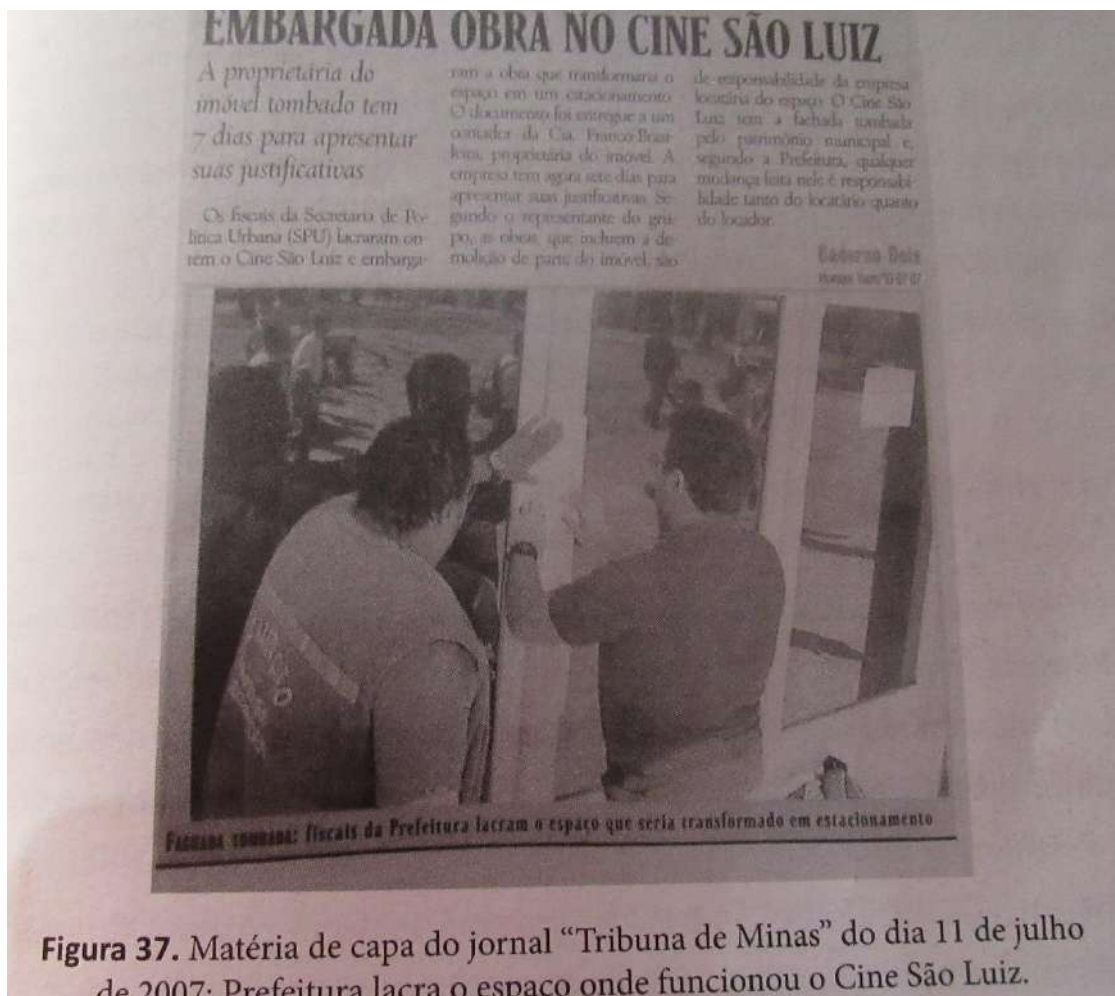 EMBARGADA OBRA NO CINE SÃO LUIZ
A proprietária do
imóvel tombado tem
7 dias para apresentar
suas justificativas
Os fiscais da Secretaria de Po-
lítica Urbana (SPU) lacraram on-
tem o Cine São Luiz e embarga-
ram a obra que transformaria o
espaço em um estacionamento.
O documento foi entregue a um
contador da Cia. Franco-Brasi-
leira, proprietária do imóvel. A
empresa tem agora sete dias para
apresentar suas justificativas. Se-
gundo o representante do gru-
po, as obras, que incluem a de-
molição de parte do imóvel, são
de responsabilidade da empresa
locatária do espaço. O Cine São
Luiz tem a fachada tombada
pelo patrimônio municipal e,
segundo a Prefeitura, qualquer
mudança feita nele é responsabi-
lidade tanto do locatário quanto
do locador.
Caderno Dois
FACHADA TOMBADA: fiscais da Prefeitura lacram o espaço que seria transformado em estacionamento
Figura 37. Matéria de capa do jornal “Tribuna de Minas” do dia 11 de julho
de 2007: Prefeitura lacra o espaço onde funcionou o Cine São Luiz.